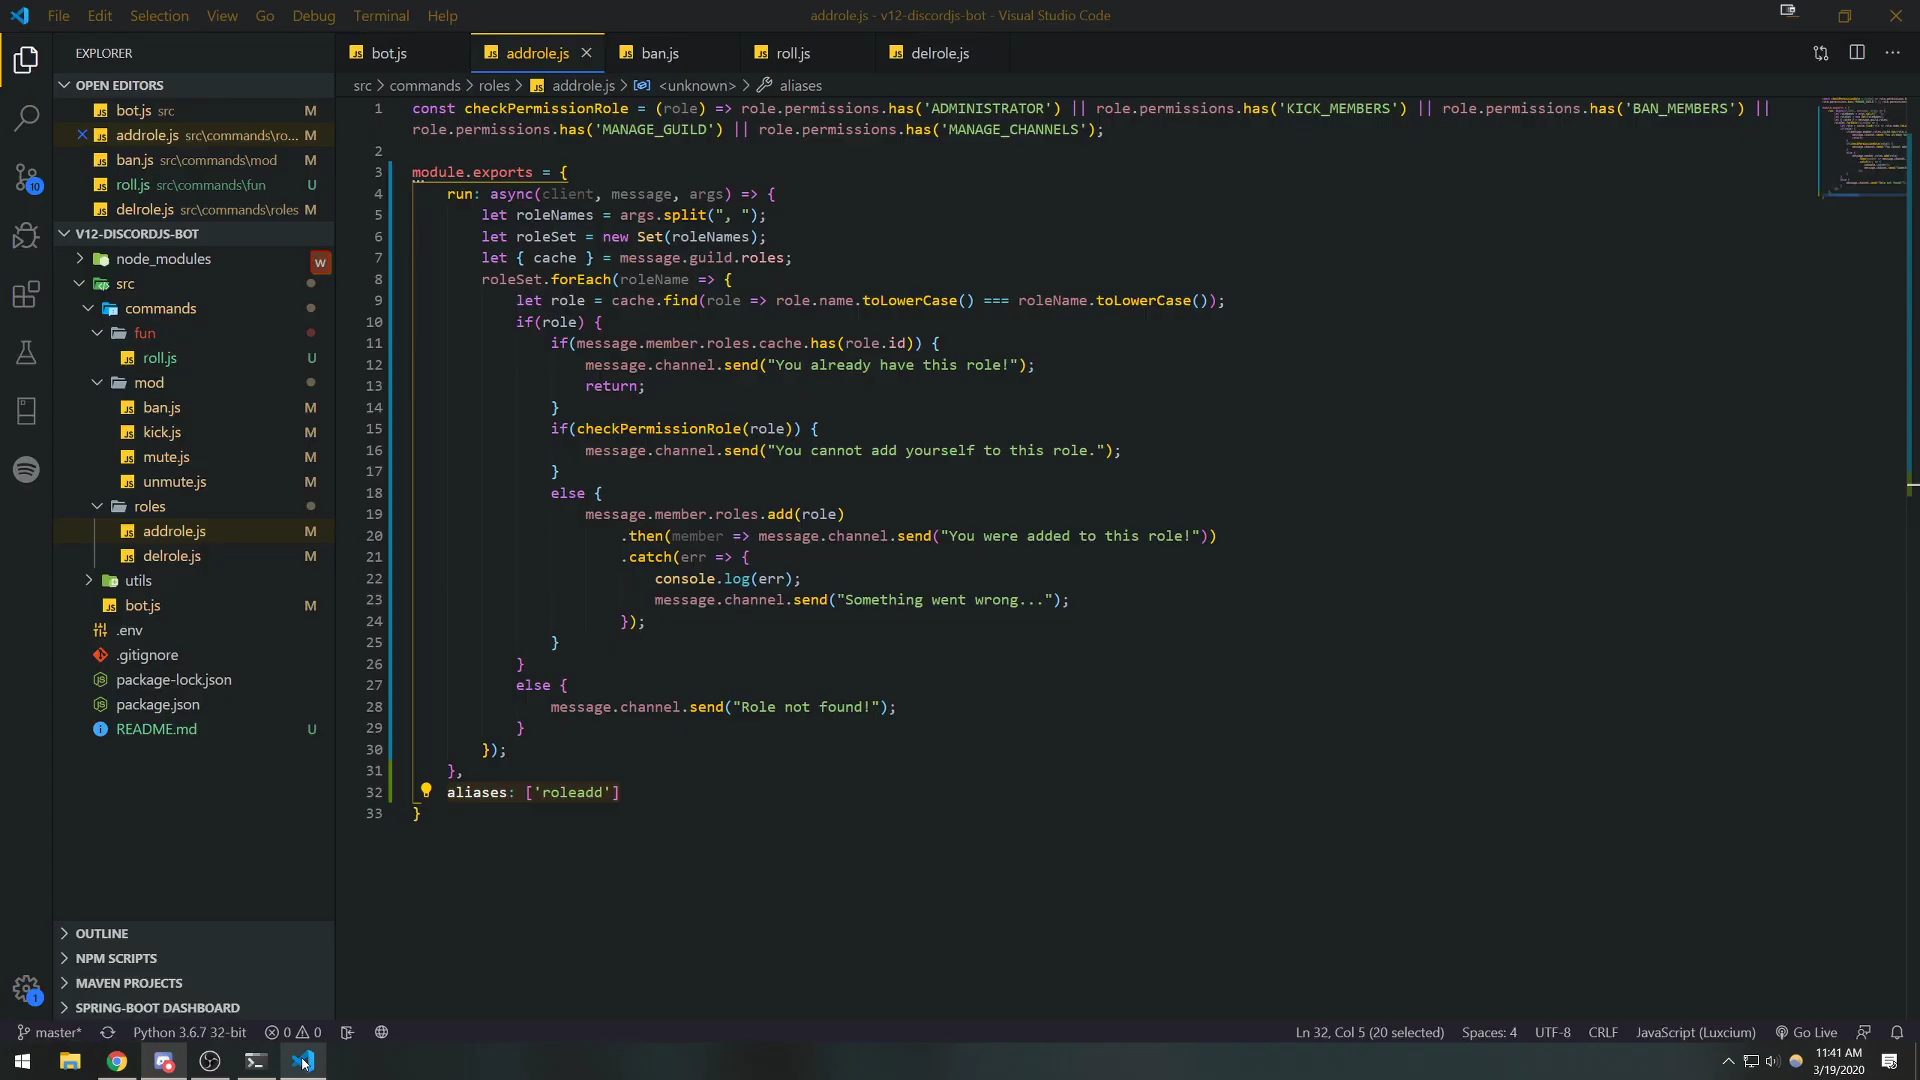 File Edit Selection View Go Debug Terminal Help
addrole.js - v12-discordjs-bot - Visual Studio Code
EXPLORER
OPEN EDITORS
bot.js src M
addrole.js src\commands\ro... M
ban.js src\commands\mod M
roll.js src\commands\fun U
delrole.js src\commands\roles M
V12-DISCORDJS-BOT
node_modules
W
src
commands
fun
roll.js U
mod
ban.js M
kick.js M
mute.js M
unmute.js M
roles
addrole.js M
delrole.js M
utils
bot.js M
.env
.gitignore
package-lock.json
package.json
README.md U
OUTLINE
NPM SCRIPTS
MAVEN PROJECTS
SPRING-BOOT DASHBOARD
10
1
bot.js addrole.js ban.js roll.js delrole.js
src > commands > roles > addrole.js > <unknown> > aliases
1 const checkPermissionRole = (role) => role.permissions.has('ADMINISTRATOR') || role.permissions.has('KICK_MEMBERS') || role.permissions.has('BAN_MEMBERS') ||
role.permissions.has('MANAGE_GUILD') || role.permissions.has('MANAGE_CHANNELS');
2
3 module.exports = {
4 run: async(client, message, args) => {
5 let roleNames = args.split(", ");
6 let roleSet = new Set(roleNames);
7 let { cache } = message.guild.roles;
8 roleSet.forEach(roleName => {
9 let role = cache.find(role => role.name.toLowerCase() === roleName.toLowerCase());
10 if(role) {
11 if(message.member.roles.cache.has(role.id)) {
12 message.channel.send("You already have this role!");
13 return;
14 }
15 if(checkPermissionRole(role)) {
16 message.channel.send("You cannot add yourself to this role.");
17 }
18 else {
19 message.member.roles.add(role)
20 .then(member => message.channel.send("You were added to this role!"))
21 .catch(err => {
22 console.log(err);
23 message.channel.send("Something went wrong...");
24 });
25 }
26 }
27 else {
28 message.channel.send("Role not found!");
29 }
30 });
31 },
32 aliases: ['roleadd']
33 }
master* Python 3.6.7 32-bit 0 0
Ln 32, Col 5 (20 selected) Spaces: 4 UTF-8 CRLF JavaScript (Luxcium) Go Live
11:41 AM
3/19/2020